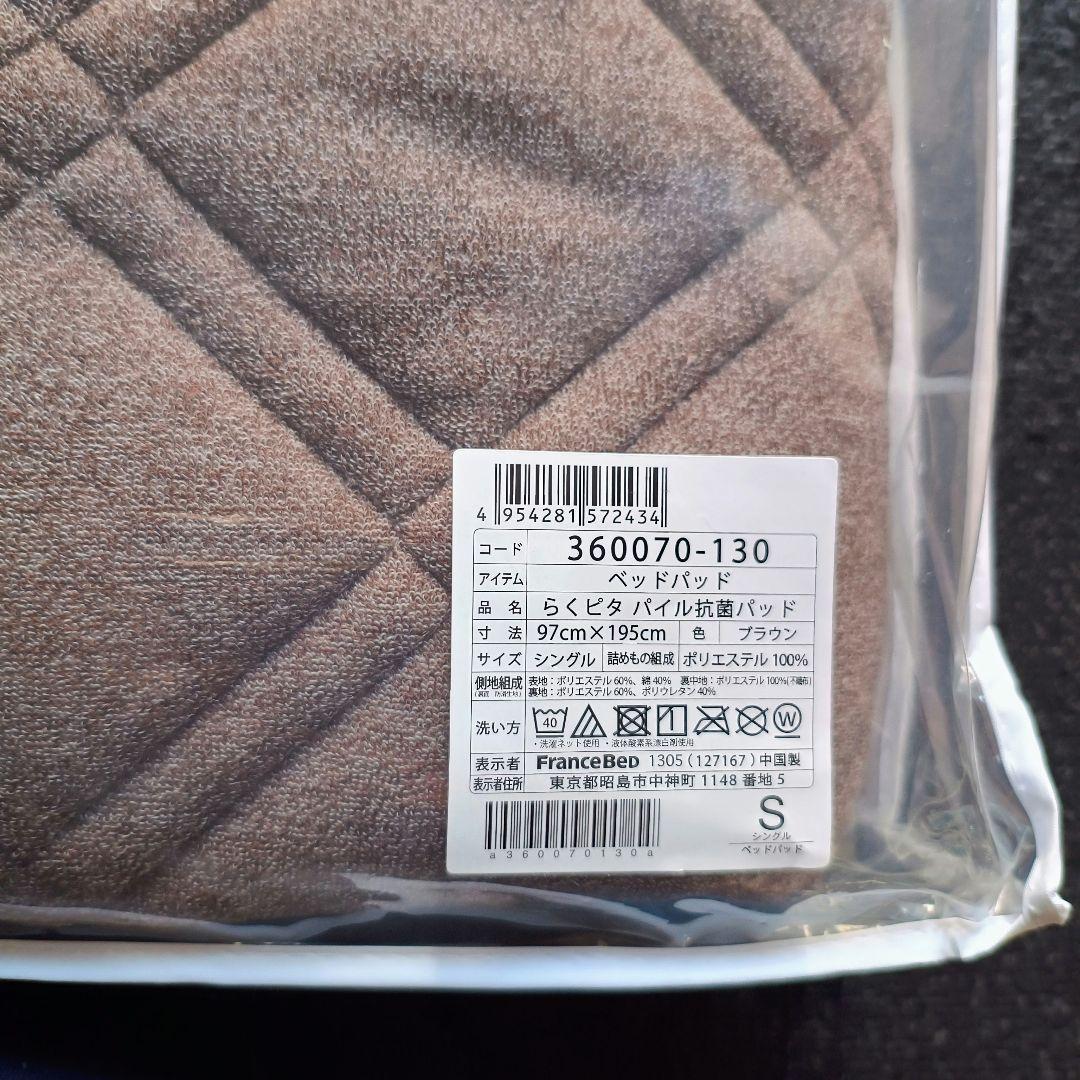 4 954281 572434
コード 360070-130
アイテム ベッドパッド
品名 らくピタ パイル抗菌パッド
寸法 97cm×195cm 色 ブラウン
サイズ シングル 詰めもの組成 ポリエステル 100%
側地組成 表地：ポリエステル 60%、綿 40% 裏中地：ポリエステル 100%(不織布)
裏地：ポリエステル 60%、ポリウレタン 40%
洗い方 40 W
・洗濯ネット使用 ・液体酸素系漂白剤使用
表示者 FRANCEBED 1305 (127167) 中国製
表示者住所 東京都昭島市中神町 1148 番地 5
a360070130a
S
シングル
ベッドパッド